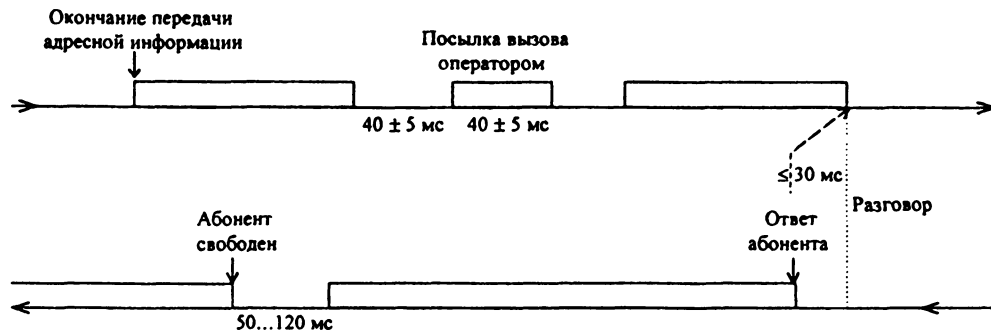 Окончание передачи
адресной информации
Посылка вызова
оператором
40 ± 5 мс
40 ± 5 мс
≤ 30 мс
Разговор
Абонент
свободен
Ответ
абонента
50...120 мс